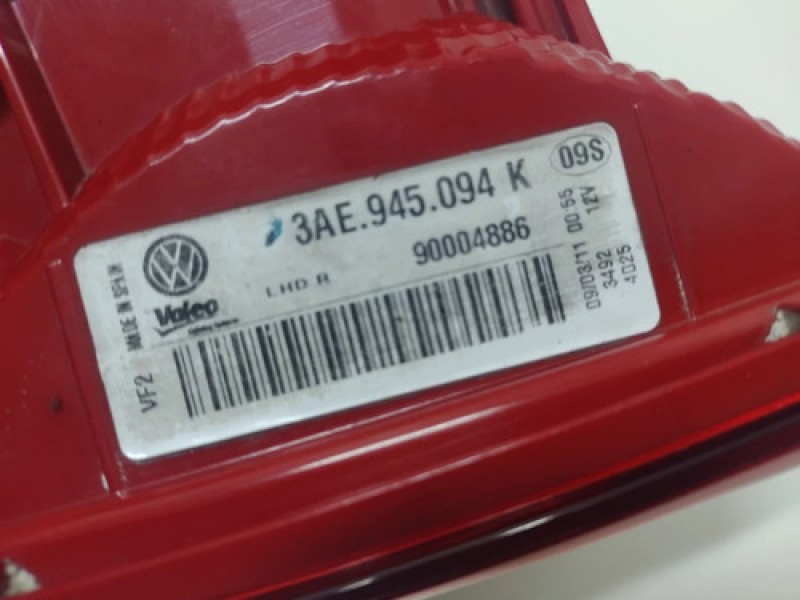 3AE.945.094 K
09S
90004886
LHD R
Valeo
MADE IN SPAIN
VF2
09/03/11 00:55 12V
3492
4025